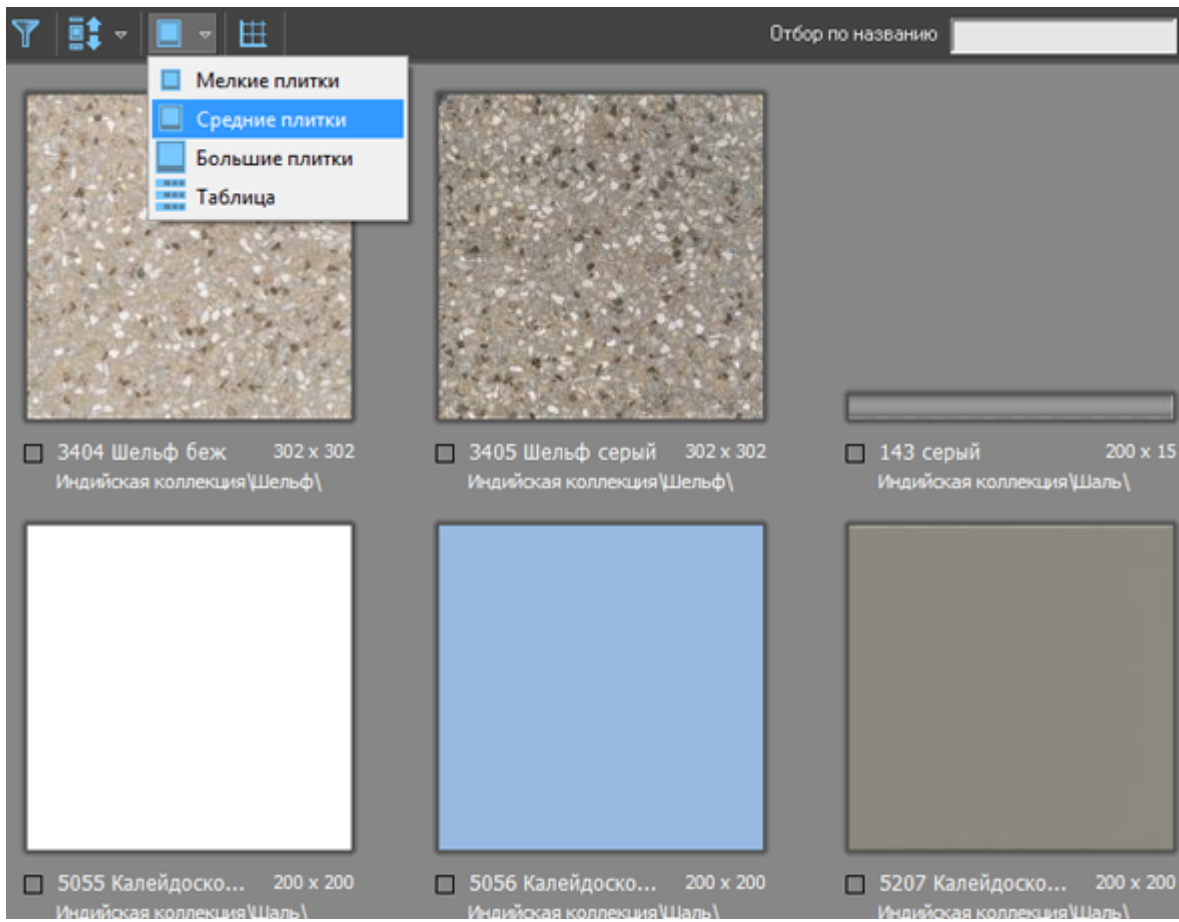 Отбор по названию
Мелкие плитки
Средние плитки
Большие плитки
Таблица
3404 Шельф беж 302 x 302
Индийская коллекция\Шельф\
3405 Шельф серый 302 x 302
Индийская коллекция\Шельф\
143 серый 200 x 15
Индийская коллекция\Шаль\
5055 Калейдоско... 200 x 200
Индийская коллекция\Шаль\
5056 Калейдоско... 200 x 200
Индийская коллекция\Шаль\
5207 Калейдоско... 200 x 200
Индийская коллекция\Шаль\